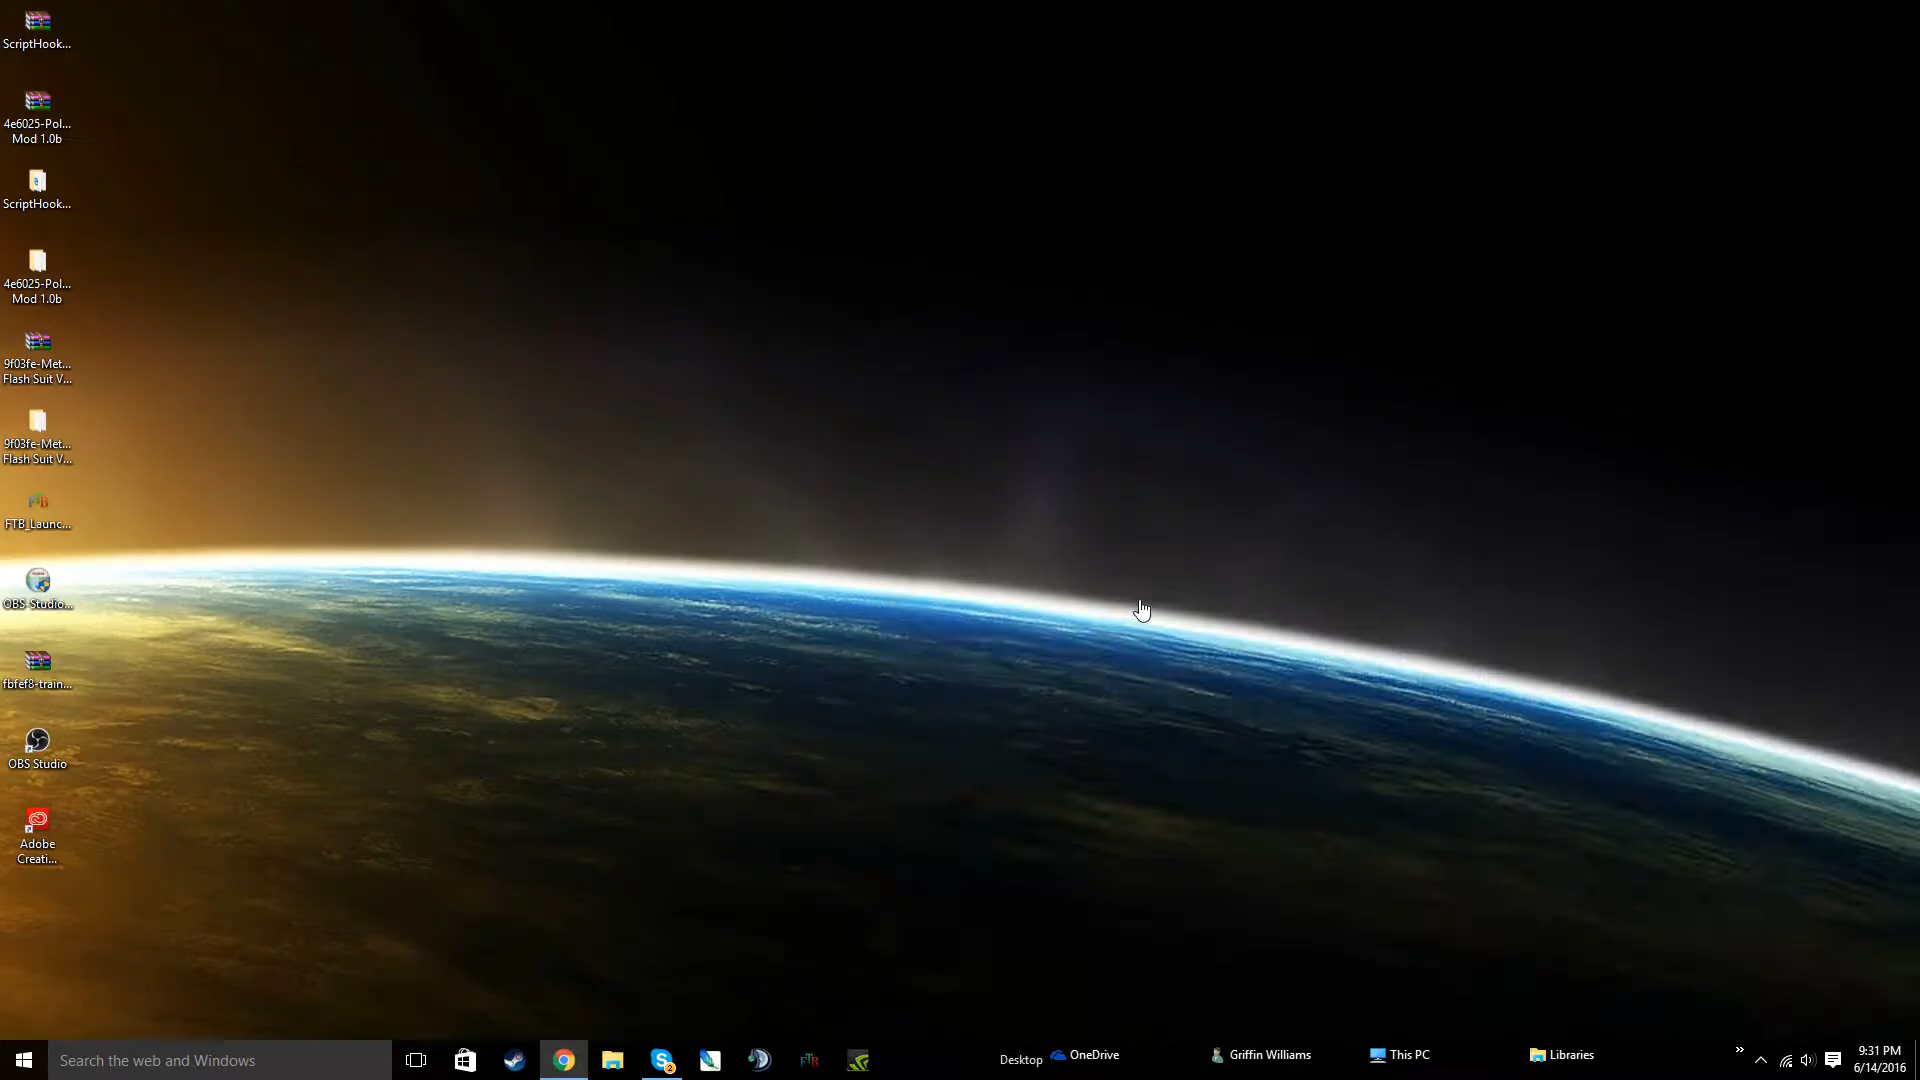 ScriptHook...
4e6025-Pol...
Mod 1.0b
ScriptHook...
4e6025-Pol...
Mod 1.0b
9f03fe-Met...
Flash Suit V...
9f03fe-Met...
Flash Suit V...
FTB_Launc...
OBS-Studio...
fbfef8-train...
OBS Studio
Adobe
Creati...
Search the web and Windows
2
FTB
Desktop
OneDrive
Griffin Williams
This PC
Libraries
9:31 PM
6/14/2016